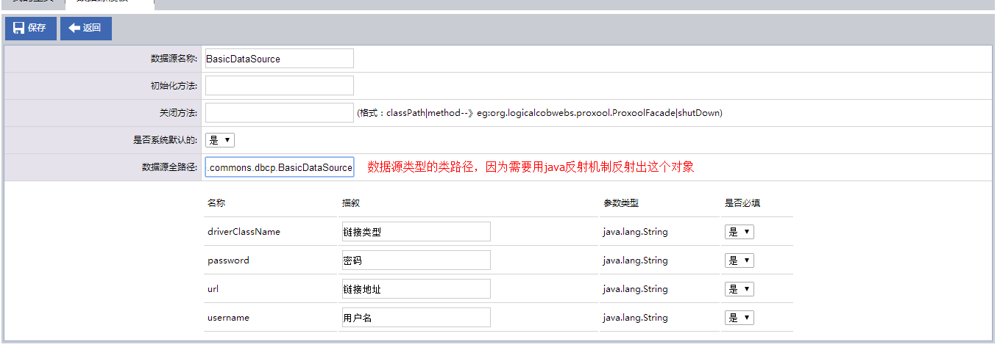 保存 返回
数据源名称: BasicDataSource
初始化方法:
关闭方法: (格式：classPath|method--》eg:org.logicalcobwebs.proxool.ProxoolFacade|shutDown)
是否系统默认的: 是
数据源全路径: .commons.dbcp.BasicDataSource 数据源类型的类路径，因为需要用java反射机制反射出这个对象
名称 描叙 参数类型 是否必填
driverClassName 链接类型 java.lang.String 是
password 密码 java.lang.String 是
url 链接地址 java.lang.String 是
username 用户名 java.lang.String 是